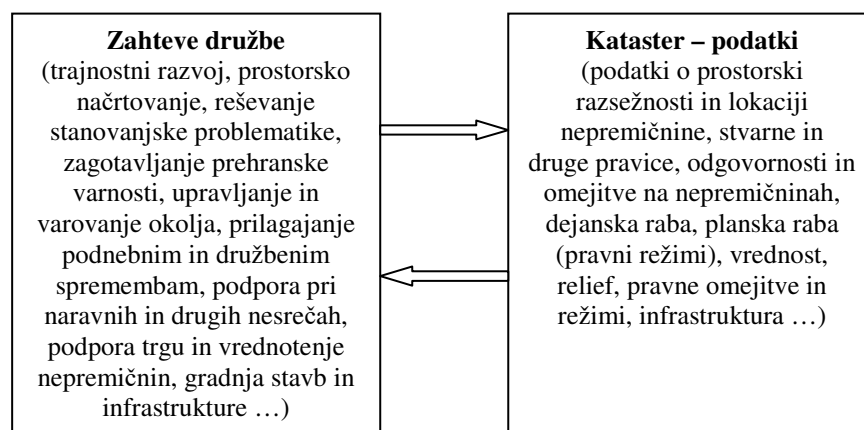 Zahteve družbe
(trajnostni razvoj, prostorsko
načrtovanje, reševanje
stanovanjske problematike,
zagotavljanje prehranske
varnosti, upravljanje in
varovanje okolja, prilagajanje
podnebnim in družbenim
spremembam, podpora pri
naravnih in drugih nesrečah,
podpora trgu in vrednotenje
nepremičnin, gradnja stavb in
infrastrukture …)
Kataster – podatki
(podatki o prostorski
razsežnosti in lokaciji
nepremičnine, stvarne in
druge pravice, odgovornosti in
omejitve na nepremičninah,
dejanska raba, planska raba
(pravni režimi), vrednost,
relief, pravne omejitve in
režimi, infrastruktura …)